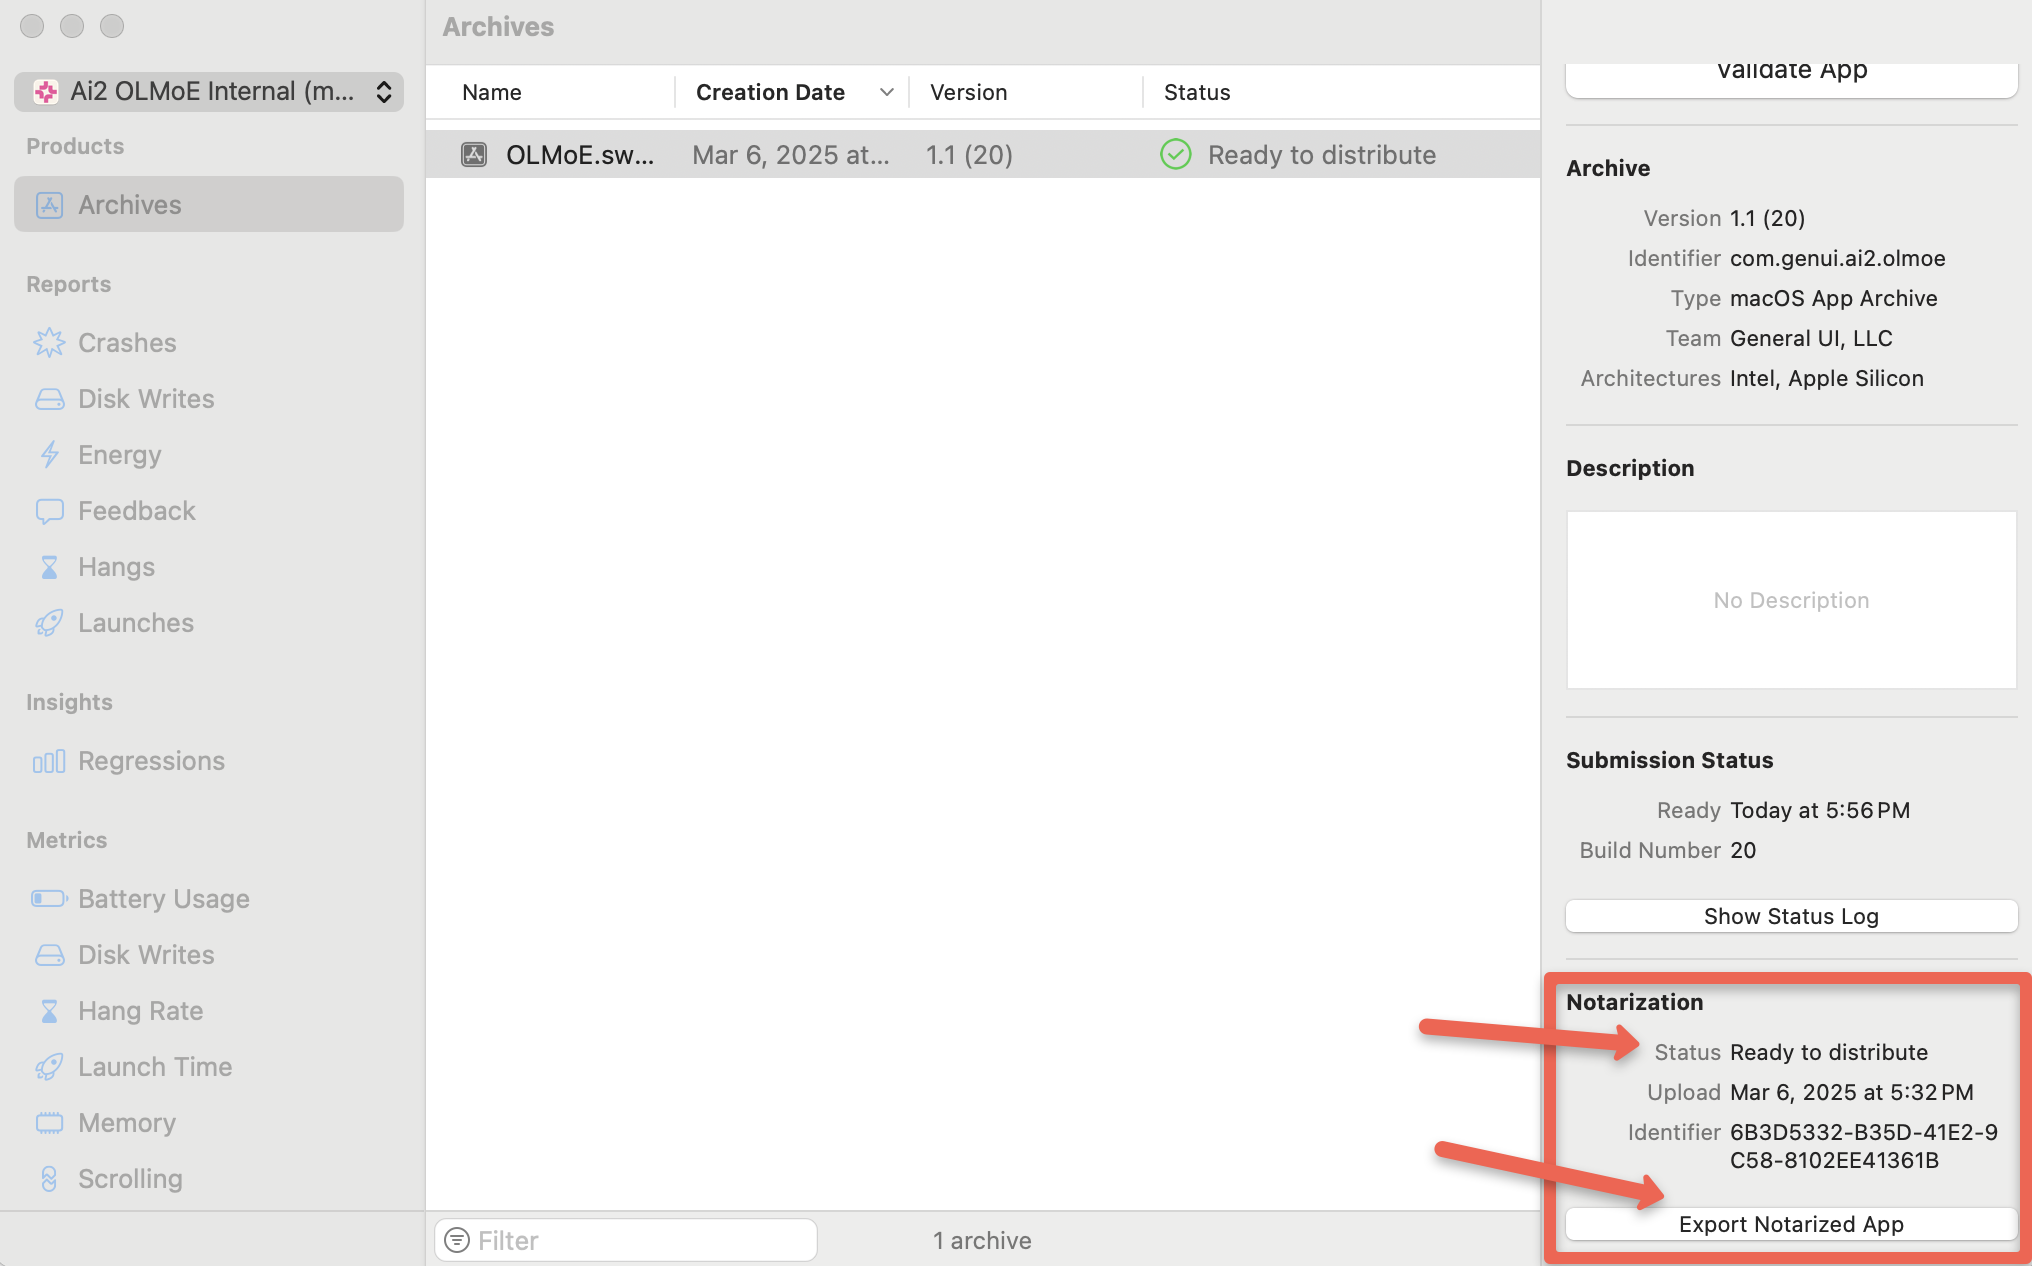 Ai2 OLMoE Internal (m...
Products
Archives
Reports
Crashes
Disk Writes
Energy
Feedback
Hangs
Launches
Insights
Regressions
Metrics
Battery Usage
Disk Writes
Hang Rate
Launch Time
Memory
Scrolling
Archives
Name Creation Date Version Status
OLMoE.sw... Mar 6, 2025 at... 1.1 (20) Ready to distribute
Filter
1 archive
Validate App
Archive
Version 1.1 (20)
Identifier com.genui.ai2.olmoe
Type macOS App Archive
Team General UI, LLC
Architectures Intel, Apple Silicon
Description
No Description
Submission Status
Ready Today at 5:56 PM
Build Number 20
Show Status Log
Notarization
Status Ready to distribute
Upload Mar 6, 2025 at 5:32 PM
Identifier 6B3D5332-B35D-41E2-9
C58-8102EE41361B
Export Notarized App